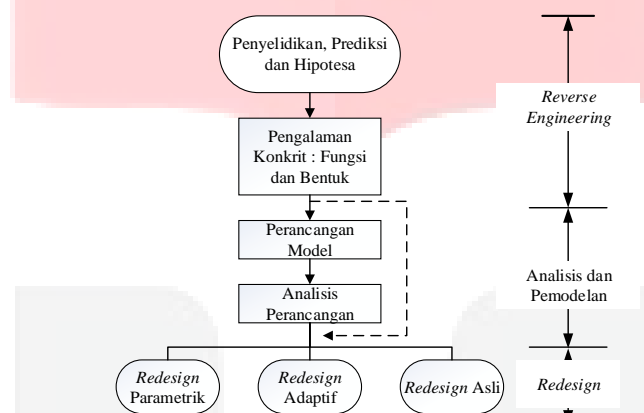 Penyelidikan, Prediksi
dan Hipotesa
Reverse
Engineering
Pengalaman
Konkrit : Fungsi
dan Bentuk
Perancangan
Model
Analisis dan
Pemodelan
Analisis
Perancangan
Redesign
Parametrik
Redesign
Adaptif
Redesign Asli
Redesign